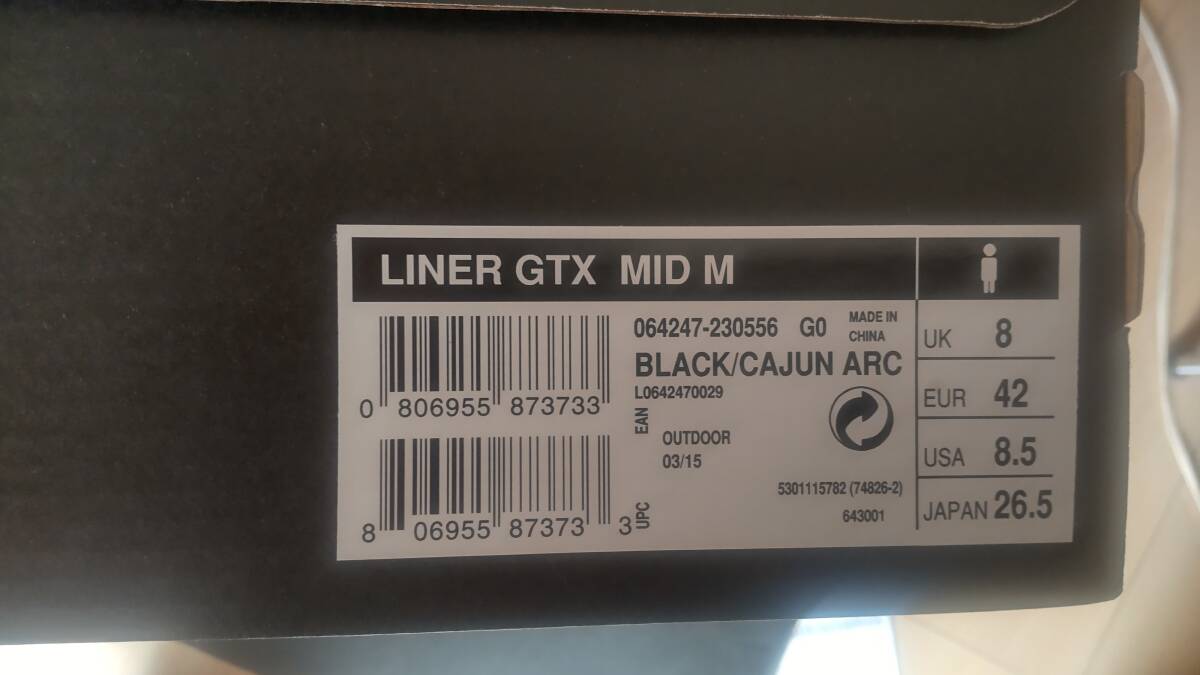 LINER GTX MID M
064247-230556 G0 MADE IN CHINA
BLACK/CAJUN ARC
L0642470029
0 806955 873733
EAN
OUTDOOR
03/15
8 06955 87373 3
UPC
5301115782 (74826-2)
643001
UK 8
EUR 42
USA 8.5
JAPAN 26.5